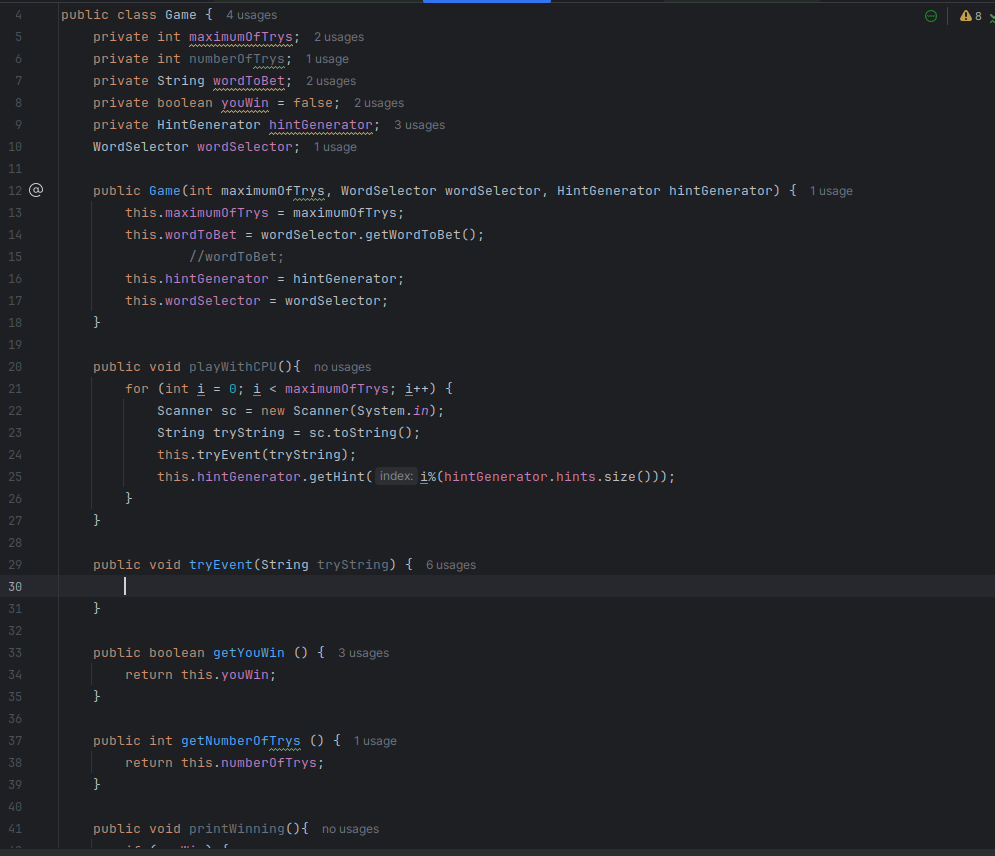 4 public class Game { 4 usages 8
5 private int maximumOfTrys; 2 usages
6 private int numberOfTrys; 1 usage
7 private String wordToBet; 2 usages
8 private boolean youWin = false; 2 usages
9 private HintGenerator hintGenerator; 3 usages
10 WordSelector wordSelector; 1 usage
11
12 @ public Game(int maximumOfTrys, WordSelector wordSelector, HintGenerator hintGenerator) { 1 usage
13 this.maximumOfTrys = maximumOfTrys;
14 this.wordToBet = wordSelector.getWordToBet();
15 //wordToBet;
16 this.hintGenerator = hintGenerator;
17 this.wordSelector = wordSelector;
18 }
19
20 public void playWithCPU(){ no usages
21 for (int i = 0; i < maximumOfTrys; i++) {
22 Scanner sc = new Scanner(System.in);
23 String tryString = sc.toString();
24 this.tryEvent(tryString);
25 this.hintGenerator.getHint( index: i%(hintGenerator.hints.size()));
26 }
27 }
28
29 public void tryEvent(String tryString) { 6 usages
30
31 }
32
33 public boolean getYouWin () { 3 usages
34 return this.youWin;
35 }
36
37 public int getNumberOfTrys () { 1 usage
38 return this.numberOfTrys;
39 }
40
41 public void printWinning(){ no usages